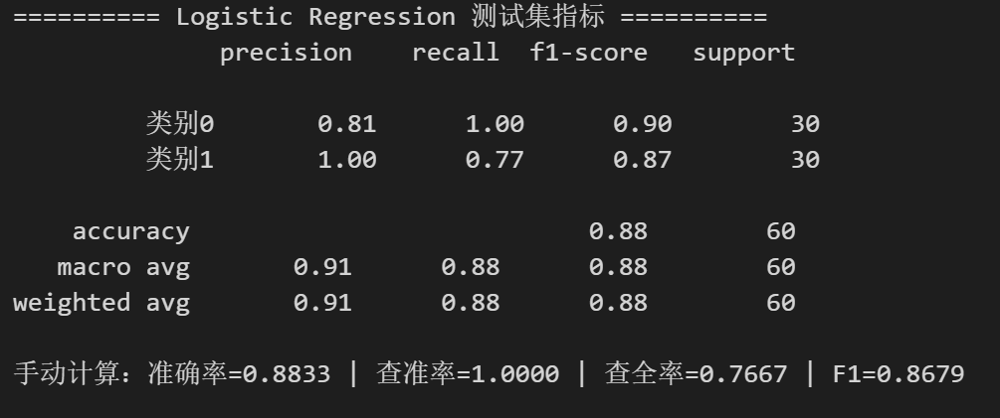 ========== Logistic Regression 测试集指标 ==========
precision recall f1-score support
类别0 0.81 1.00 0.90 30
类别1 1.00 0.77 0.87 30
accuracy 0.88 60
macro avg 0.91 0.88 0.88 60
weighted avg 0.91 0.88 0.88 60
手动计算：准确率=0.8833 | 查准率=1.0000 | 查全率=0.7667 | F1=0.8679